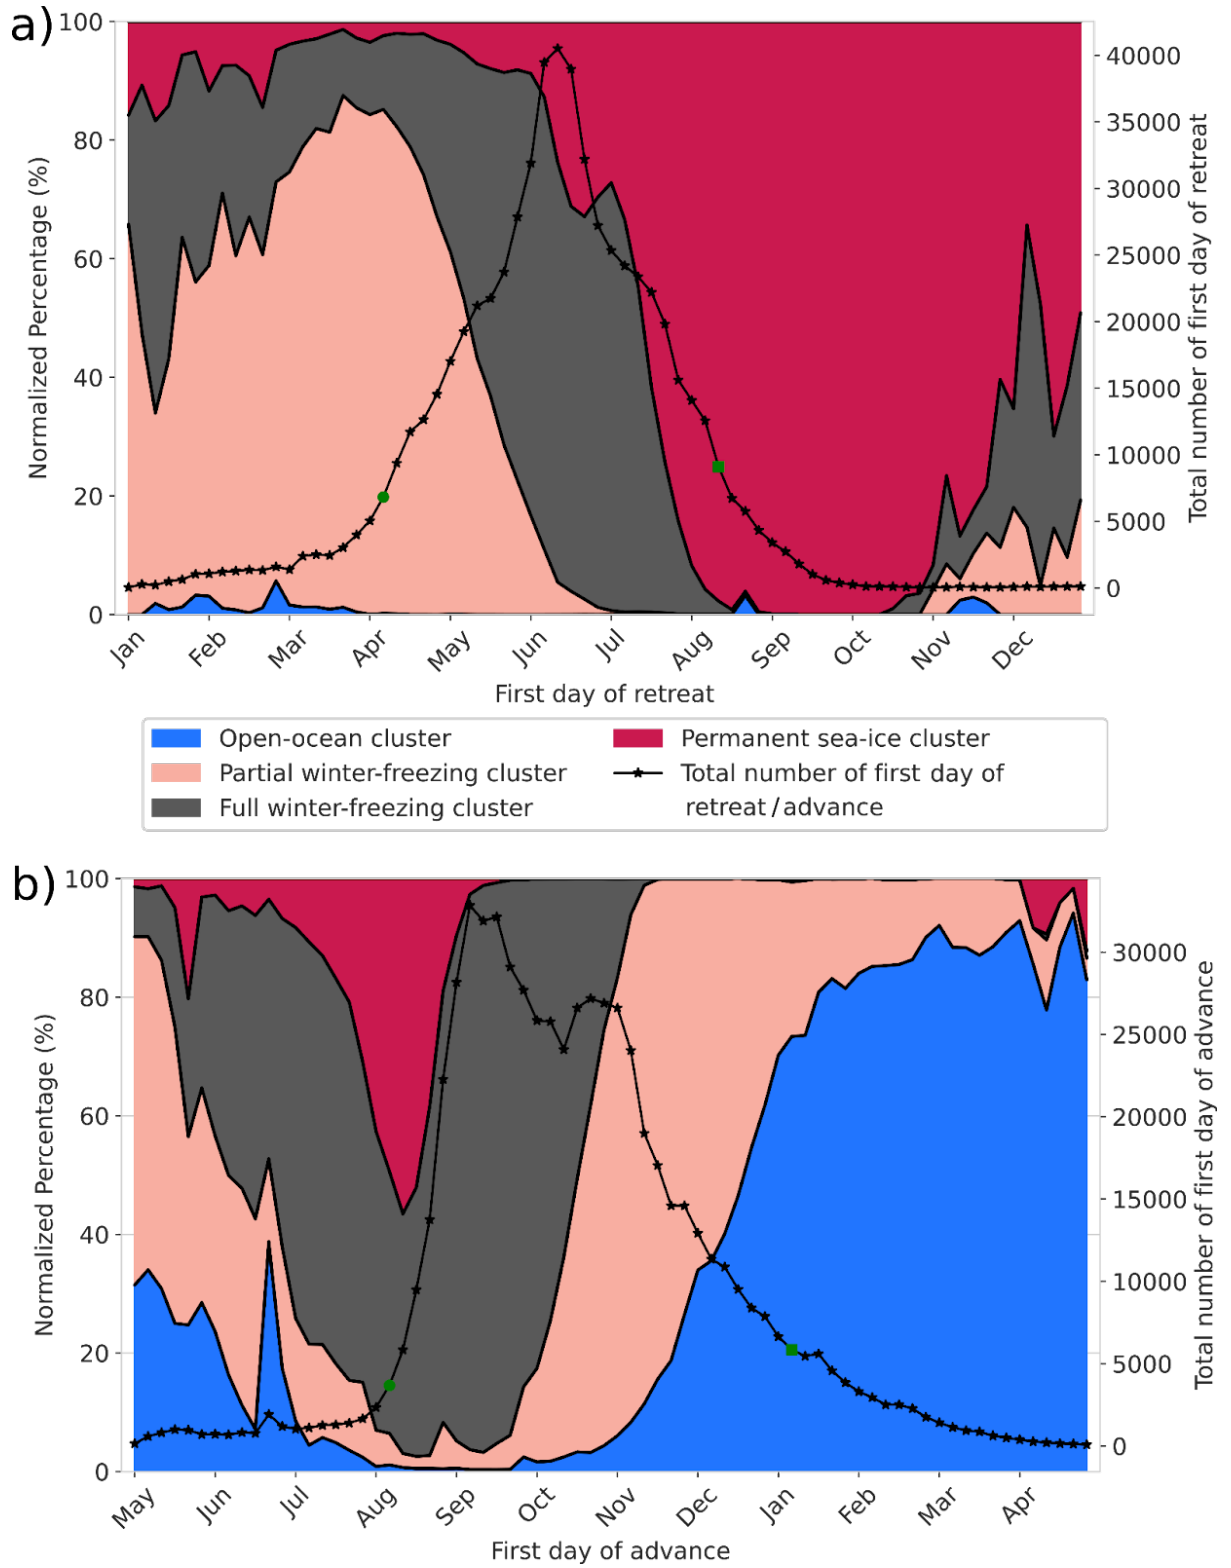 a)
100
80
60
40
20
0
Normalized Percentage (%)
40000
35000
30000
25000
20000
15000
10000
5000
0
Total number of first day of retreat
Jan Feb Mar Apr May Jun Jul Aug Sep Oct Nov Dec
First day of retreat
Open-ocean cluster
Partial winter-freezing cluster
Full winter-freezing cluster
Permanent sea-ice cluster
Total number of first day of
retreat/advance
b)
100
80
60
40
20
0
Normalized Percentage (%)
30000
25000
20000
15000
10000
5000
0
Total number of first day of advance
May Jun Jul Aug Sep Oct Nov Dec Jan Feb Mar Apr
First day of advance